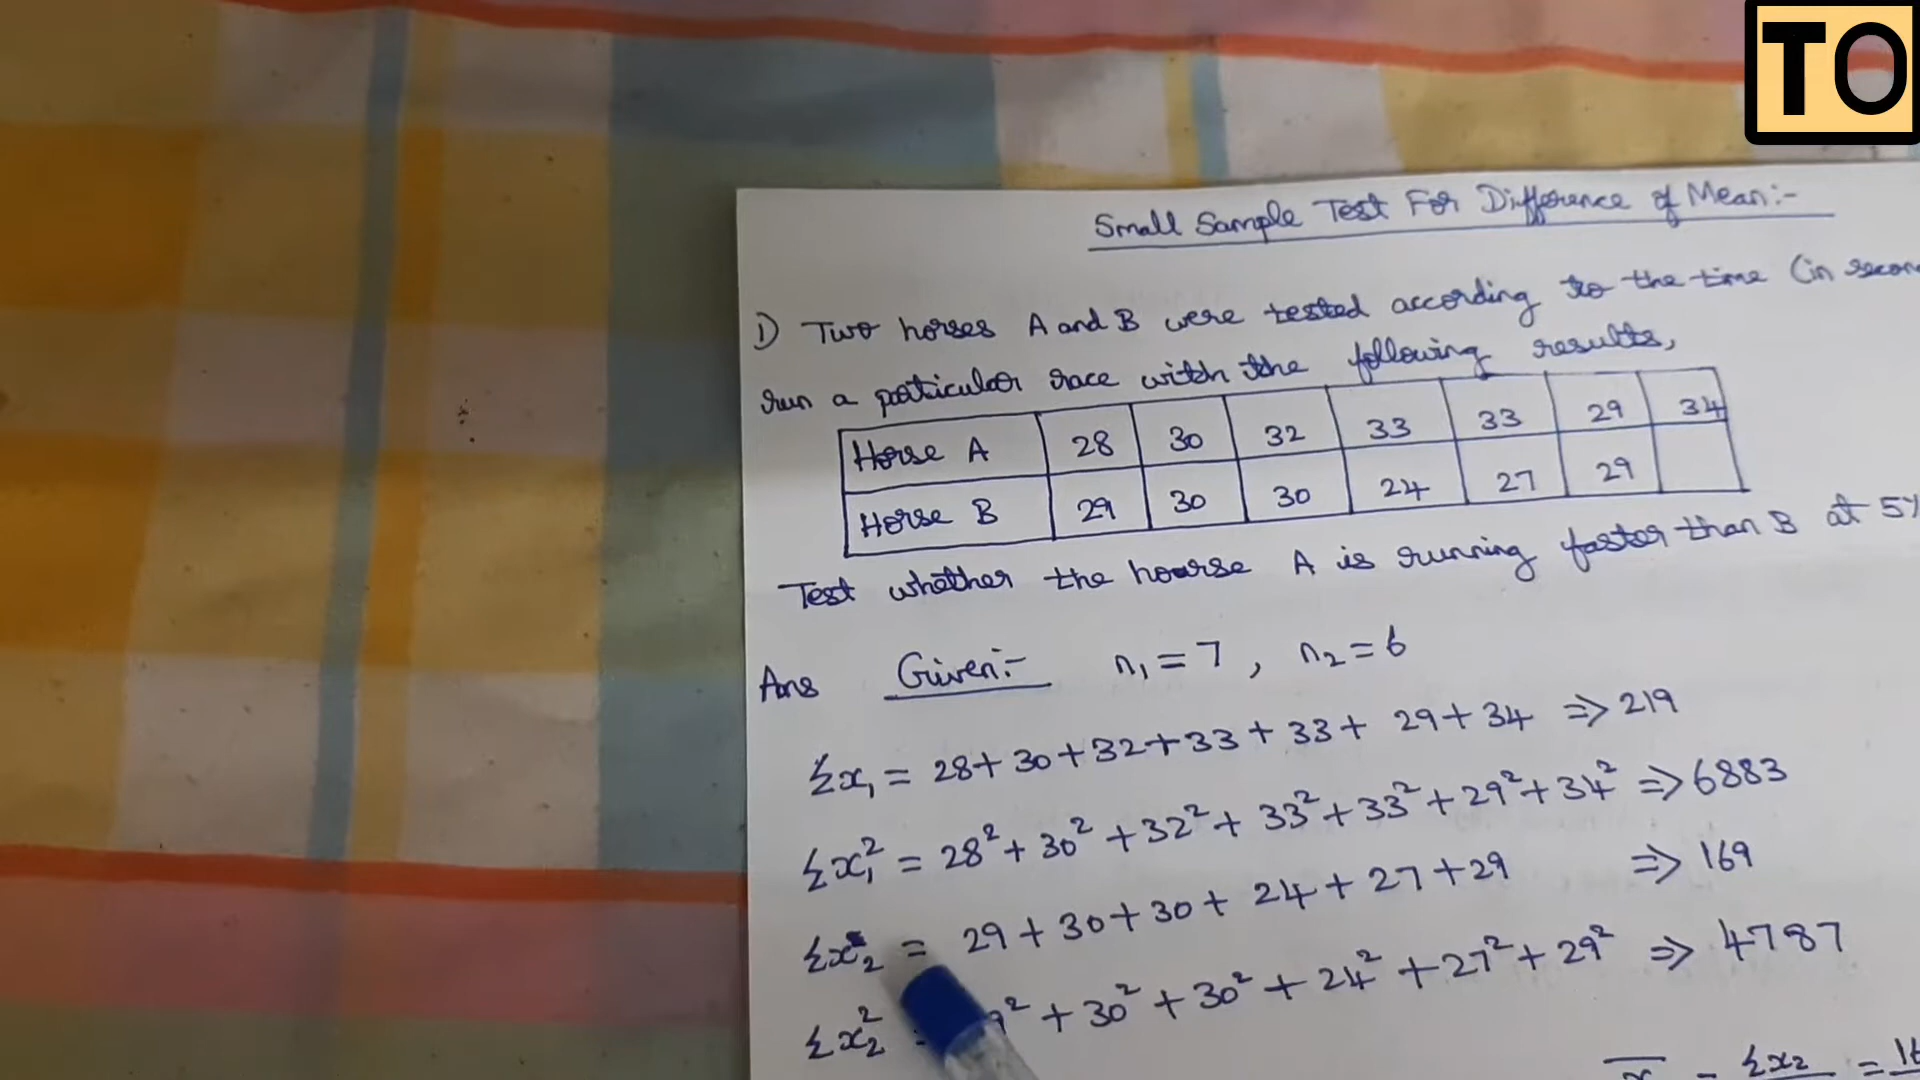 TO
Small Sample Test For Difference of Mean:-
1) Two horses A and B were tested according to the time (in
run a particular race with the following results,
Horse A 28 30 32 33 33 29 34
Horse B 29 30 30 24 27 29
Test whether the hoarse A is running faster than B at 5%
Ans Given:- n₁ = 7, n₂ = 6
Σx₁ = 28+30+32+33+33+29+34 ⇒ 219
Σx₁² = 28²+30²+32²+33²+33²+29²+34² ⇒ 6883
Σx₂ = 29+30+30+24+27+29 ⇒ 169
Σx₂² = 9²+30²+30²+24²+27²+29² ⇒ 4787
Σx₂ =